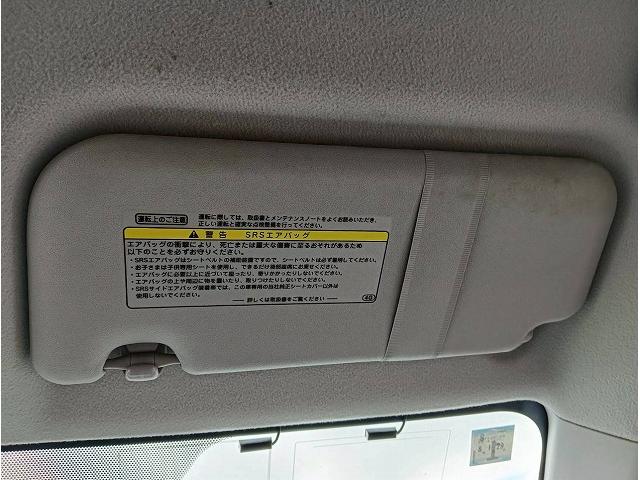 運転上のご注意
運転に際しては、取扱書とメンテナンスノートをよくお読みいただき、
正しい運転と確実な点検整備を行ってください。
警告 SRSエアバッグ
エアバッグの衝撃により、死亡または重大な傷害に至るおそれがあるため
以下のことを必ずお守りください。
・SRSエアバッグはシートベルトの補助装置ですので、シートベルトは必ず着用してください。
・お子さまは子供専用シートを使用し、できるだけ後部座席にお乗せください。
・エアバッグに必要以上に近づいて座ったり、寄りかかったりしないでください。
・エアバッグの上や周辺に物を置いたり、取りつけたりしないでください。
・SRSサイドエアバッグ装着車では、この車専用の当社純正シートカバー以外は
使用しないでください。
詳しくは取扱書をご覧ください